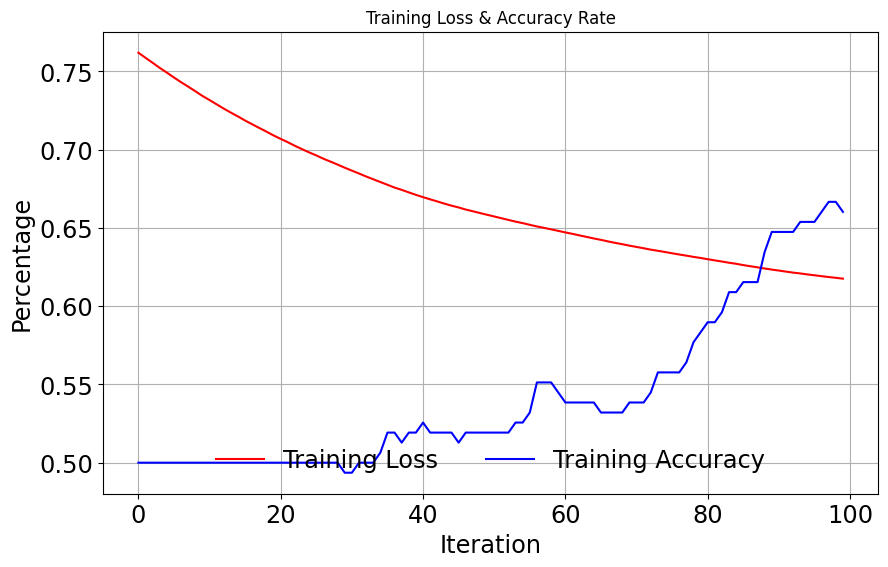 Training Loss & Accuracy Rate
0.75
0.70
0.65
0.60
0.55
0.50
Percentage
Training Loss Training Accuracy
0 20 40 60 80 100
Iteration